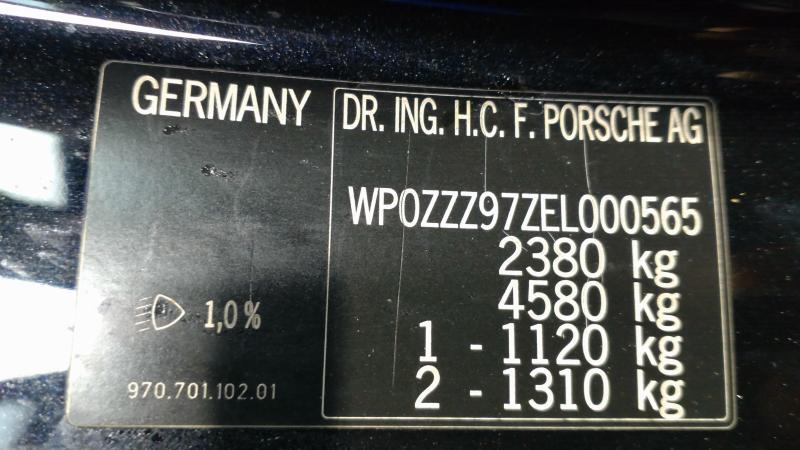 GERMANY
DR. ING. H.C. F. PORSCHE AG
WP0ZZZ97ZEL000565
2380 kg
4580 kg
1 - 1120 kg
2 - 1310 kg
1,0 %
970.701.102.01